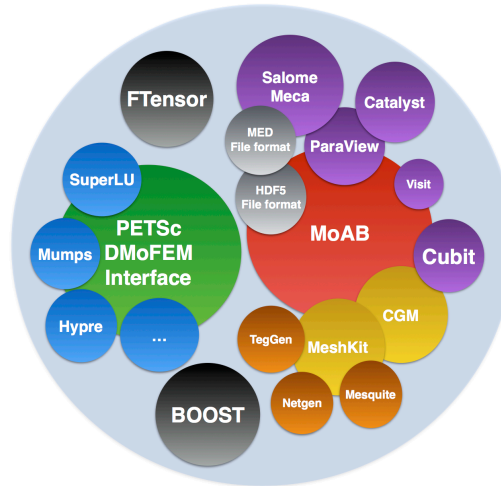 FTensor
Salome
Meca
Catalyst
MED
File format
ParaView
SuperLU
HDF5
File format
Visit
PETSc
DMoFEM
Interface
MoAB
Mumps
Cubit
Hypre
...
CGM
TegGen
MeshKit
Mesquite
Netgen
BOOST